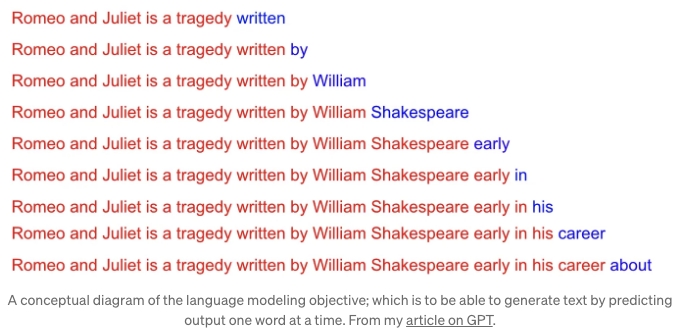 Romeo and Juliet is a tragedy written
Romeo and Juliet is a tragedy written by
Romeo and Juliet is a tragedy written by William
Romeo and Juliet is a tragedy written by William Shakespeare
Romeo and Juliet is a tragedy written by William Shakespeare early
Romeo and Juliet is a tragedy written by William Shakespeare early in
Romeo and Juliet is a tragedy written by William Shakespeare early in his
Romeo and Juliet is a tragedy written by William Shakespeare early in his career
Romeo and Juliet is a tragedy written by William Shakespeare early in his career about
A conceptual diagram of the language modeling objective; which is to be able to generate text by predicting
output one word at a time. From my article on GPT.